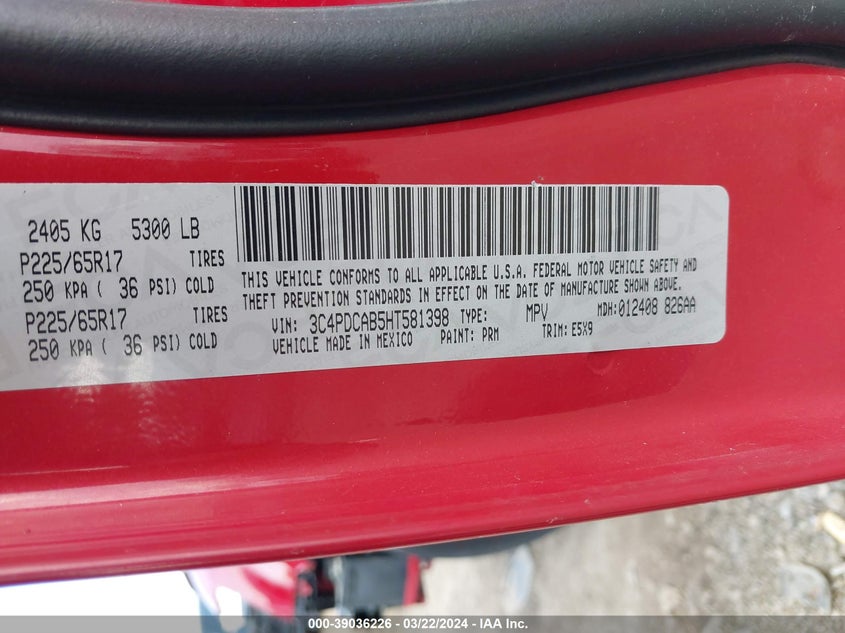 2405 KG 5300 LB
P225/65R17 TIRES
250 KPA ( 36 PSI) COLD
P225/65R17 TIRES
250 KPA ( 36 PSI) COLD
THIS VEHICLE CONFORMS TO ALL APPLICABLE U.S.A. FEDERAL MOTOR VEHICLE SAFETY AND
THEFT PREVENTION STANDARDS IN EFFECT ON THE DATE OF MANUFACTURE SHOWN ABOVE.
VIN: 3C4PDCAB5HT581398 TYPE: MPV MDH:012408 826AA
VEHICLE MADE IN MEXICO PAINT: PRM TRIM: E5X9
000-39036226 - 03/22/2024 - IAA Inc.